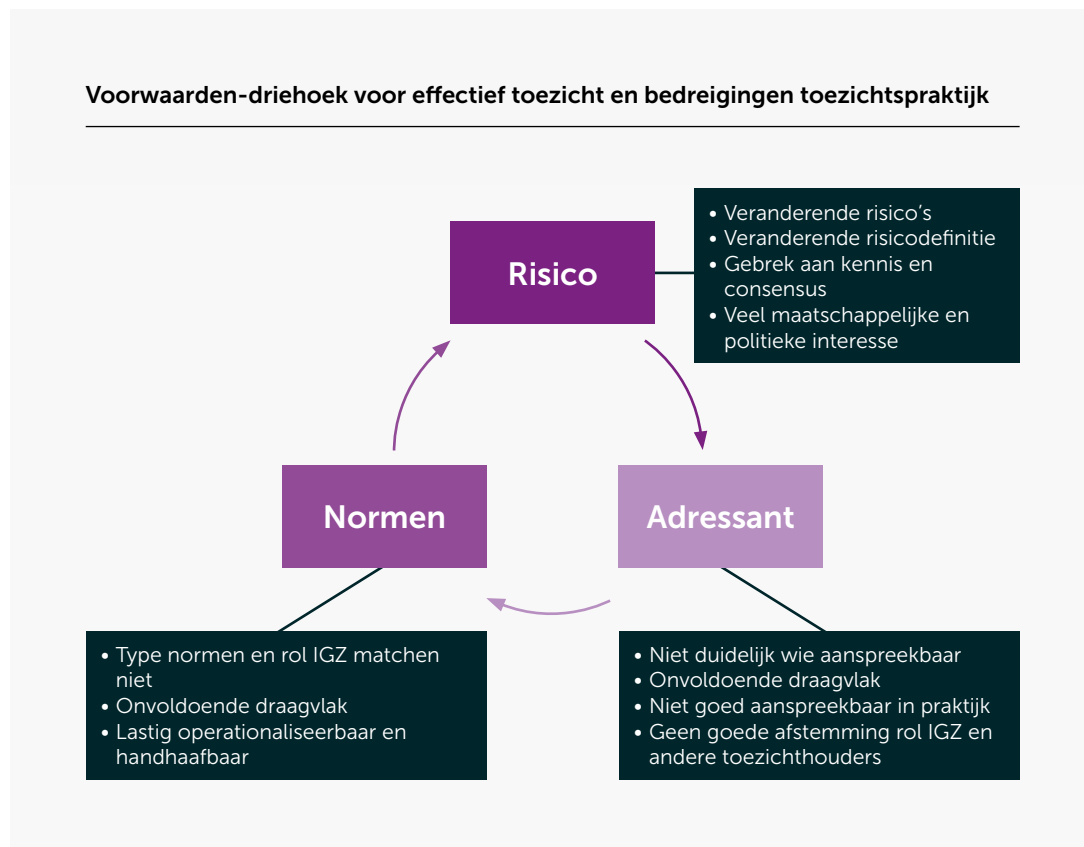 Voorwaarden-driehoek voor effectief toezicht en bedreigingen toezichtspraktijk
Risico
• Veranderende risico's
• Veranderende risicodefinitie
• Gebrek aan kennis en
consensus
• Veel maatschappelijke en
politieke interesse
Normen
Adressant
• Type normen en rol IGZ matchen
niet
• Onvoldoende draagvlak
• Lastig operationaliseerbaar en
handhaafbaar
• Niet duidelijk wie aanspreekbaar
• Onvoldoende draagvlak
• Niet goed aanspreekbaar in praktijk
• Geen goede afstemming rol IGZ en
andere toezichthouders